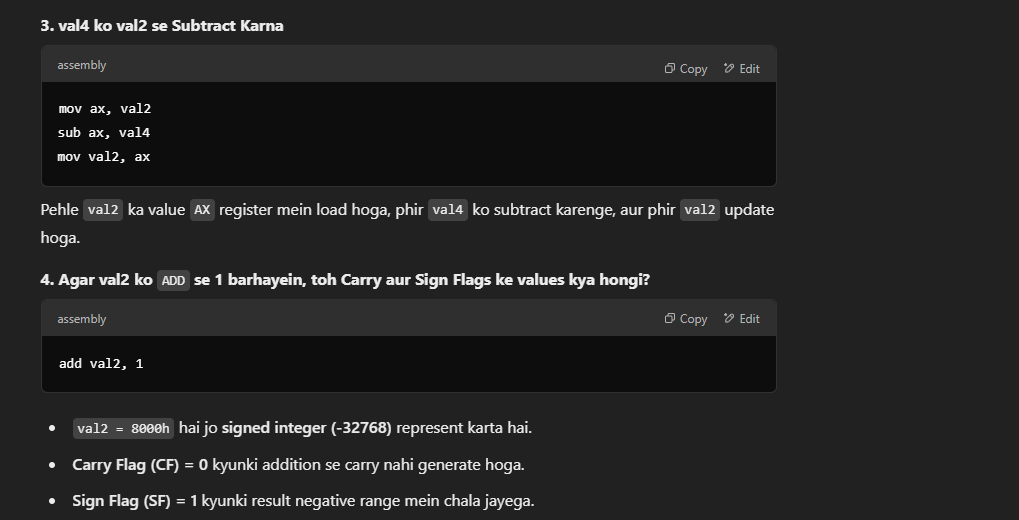 3. val4 ko val2 se Subtract Karna
assembly
Copy Edit
mov ax, val2
sub ax, val4
mov val2, ax
Pehle val2 ka value AX register mein load hoga, phir val4 ko subtract karenge, aur phir val2 update
hoga.
4. Agar val2 ko ADD se 1 barhayein, toh Carry aur Sign Flags ke values kya hongi?
assembly
Copy Edit
add val2, 1
• val2 = 8000h hai jo signed integer (-32768) represent karta hai.
• Carry Flag (CF) = 0 kyunki addition se carry nahi generate hoga.
• Sign Flag (SF) = 1 kyunki result negative range mein chala jayega.